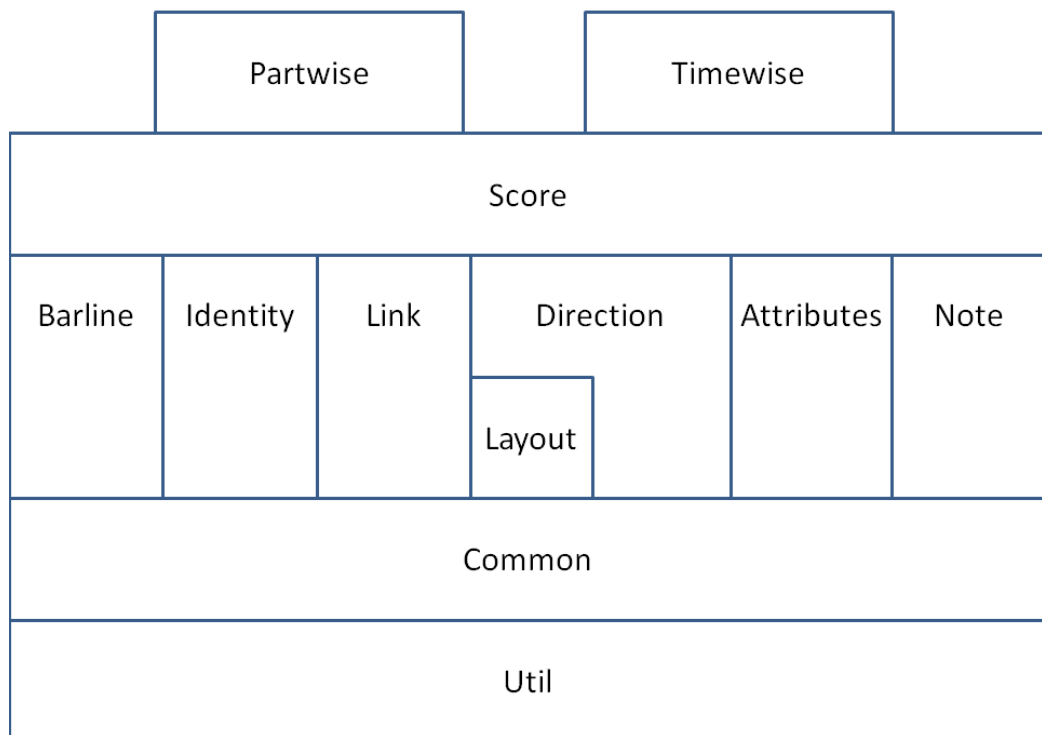 Partwise
Timewise
Score
Barline
Identity
Link
Direction
Attributes
Note
Layout
Common
Util